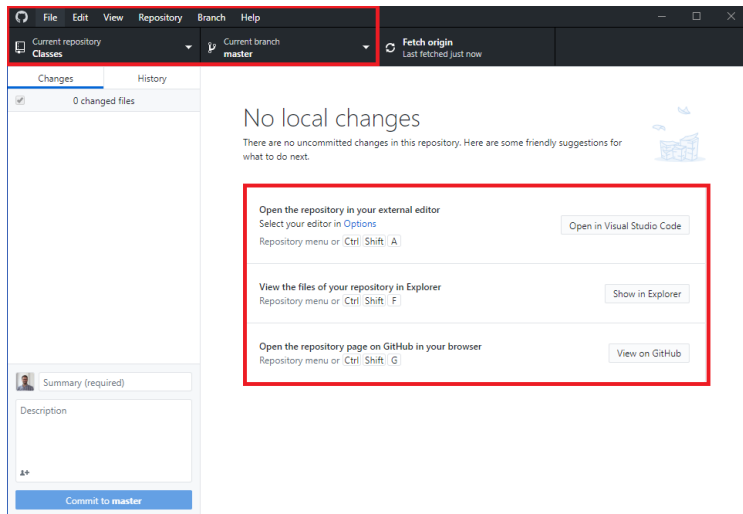 File Edit View Repository Branch Help
Current repository
Classes
Current branch
master
Fetch origin
Last fetched just now
Changes History
0 changed files
No local changes
There are no uncommitted changes in this repository. Here are some friendly suggestions for
what to do next.
Open the repository in your external editor
Select your editor in Options
Repository menu or Ctrl Shift A
Open in Visual Studio Code
View the files of your repository in Explorer
Repository menu or Ctrl Shift F
Show in Explorer
Open the repository page on GitHub in your browser
Repository menu or Ctrl Shift G
View on GitHub
Summary (required)
Description
Commit to master